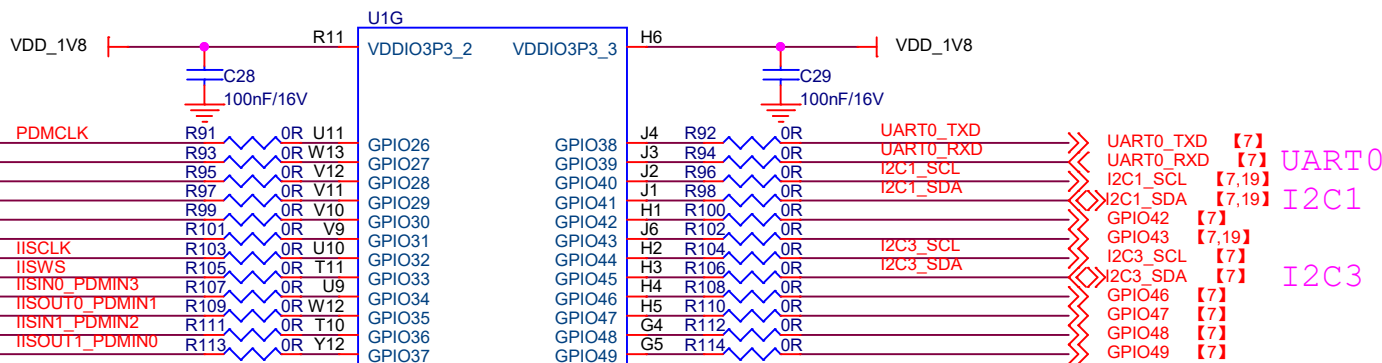 U1G
VDD_1V8 R11 VDDIO3P3_2 VDDIO3P3_3 H6 VDD_1V8
C28 C29
100nF/16V 100nF/16V
PDMCLK R91 0R U11 GPIO26 GPIO38 J4 R92 0R UART0_TXD UART0_TXD 【7】
R93 0R W13 GPIO27 GPIO39 J3 R94 0R UART0_RXD UART0_RXD 【7】 UART0
R95 0R V12 GPIO28 GPIO40 J2 R96 0R I2C1_SCL I2C1_SCL 【7,19】
R97 0R V11 GPIO29 GPIO41 J1 R98 0R I2C1_SDA I2C1_SDA 【7,19】 I2C1
R99 0R V10 GPIO30 GPIO42 H1 R100 0R GPIO42 【7】
R101 0R V9 GPIO31 GPIO43 J6 R102 0R GPIO43 【7,19】
IISCLK R103 0R U10 GPIO32 GPIO44 H2 R104 0R I2C3_SCL I2C3_SCL 【7】
IISWS R105 0R T11 GPIO33 GPIO45 H3 R106 0R I2C3_SDA I2C3_SDA 【7】 I2C3
IISIN0_PDMIN3 R107 0R U9 GPIO34 GPIO46 H4 R108 0R GPIO46 【7】
IISOUT0_PDMIN1 R109 0R W12 GPIO35 GPIO47 H5 R110 0R GPIO47 【7】
IISIN1_PDMIN2 R111 0R T10 GPIO36 GPIO48 G4 R112 0R GPIO48 【7】
IISOUT1_PDMIN0 R113 0R Y12 GPIO37 GPIO49 G5 R114 0R GPIO49 【7】